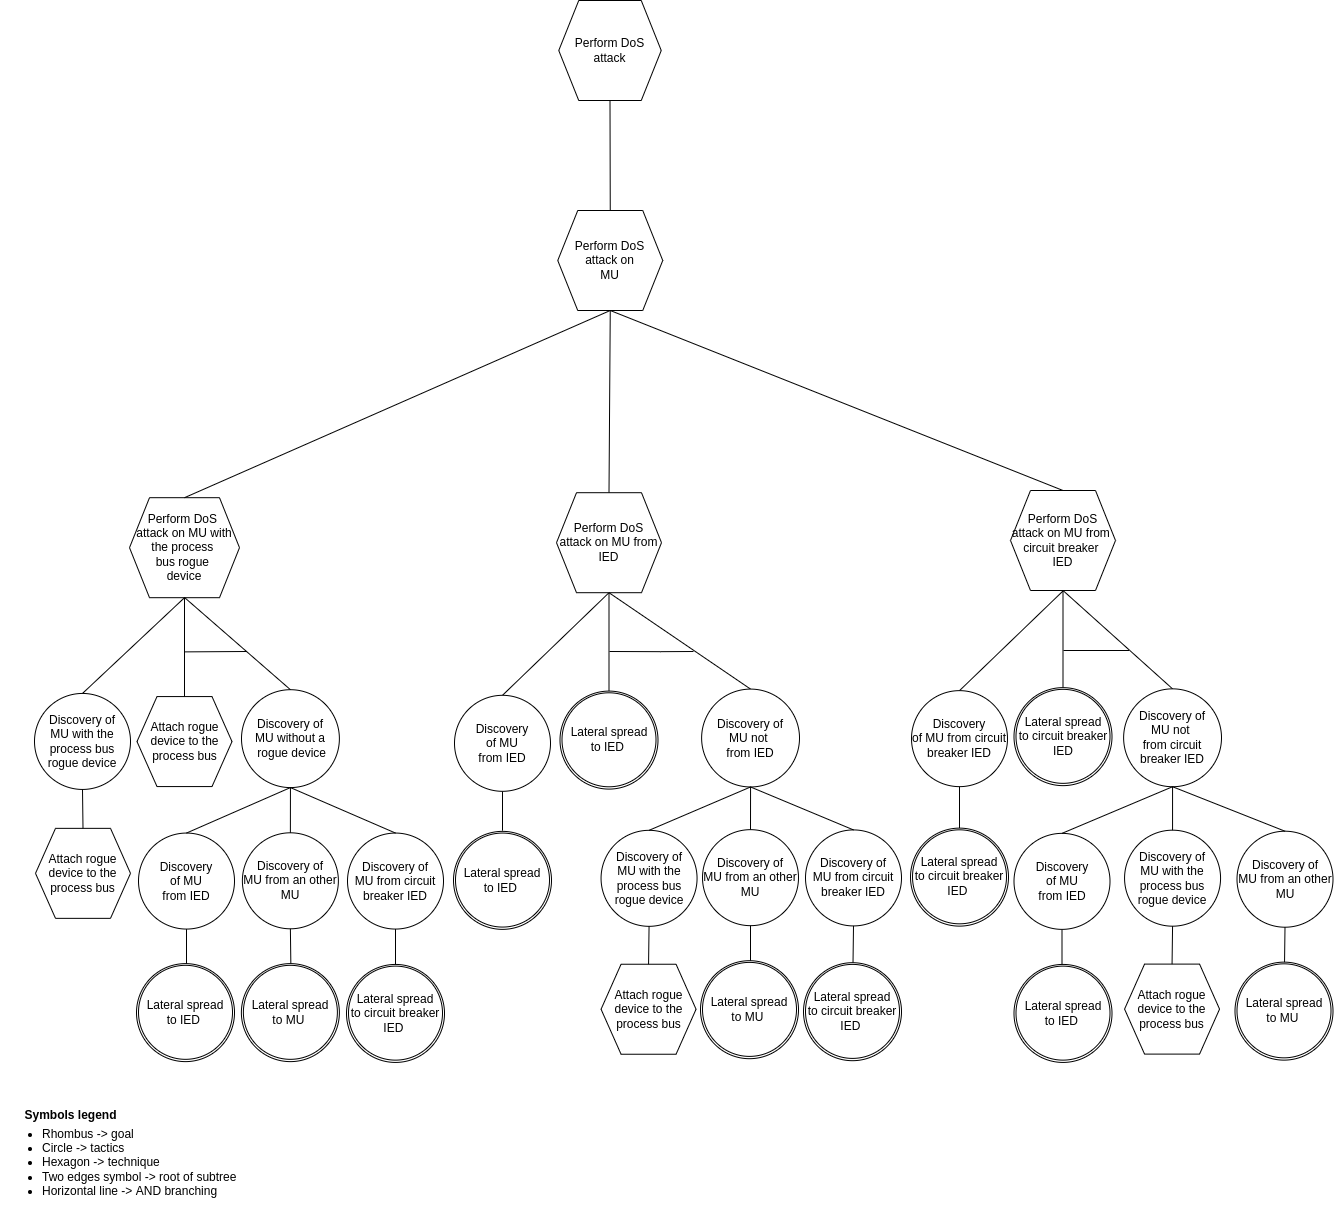 Perform DoS
attack
Perform DoS
attack on
MU
Perform DoS
attack on MU with
the process
bus rogue
device
Perform DoS
attack on MU from
IED
Perform DoS
attack on MU from
circuit breaker
IED
Discovery of
MU with the
process bus
rogue device
Attach rogue
device to the
process bus
Discovery of
MU without a
rogue device
Discovery
of MU
from IED
Lateral spread
to IED
Discovery of
MU not
from IED
Discovery
of MU from circuit
breaker IED
Lateral spread
to circuit breaker
IED
Discovery of
MU not
from circuit
breaker IED
Attach rogue
device to the
process bus
Discovery
of MU
from IED
Discovery of
MU from an other
MU
Discovery of
MU from circuit
breaker IED
Lateral spread
to IED
Discovery of
MU with the
process bus
rogue device
Discovery of
MU from an other
MU
Discovery of
MU from circuit
breaker IED
Lateral spread
to circuit breaker
IED
Discovery
of MU
from IED
Discovery of
MU with the
process bus
rogue device
Discovery of
MU from an other
MU
Lateral spread
to IED
Lateral spread
to MU
Lateral spread
to circuit breaker
IED
Attach rogue
device to the
process bus
Lateral spread
to MU
Lateral spread
to circuit breaker
IED
Lateral spread
to IED
Attach rogue
device to the
process bus
Lateral spread
to MU
Symbols legend
• Rhombus -> goal
• Circle -> tactics
• Hexagon -> technique
• Two edges symbol -> root of subtree
• Horizontal line -> AND branching